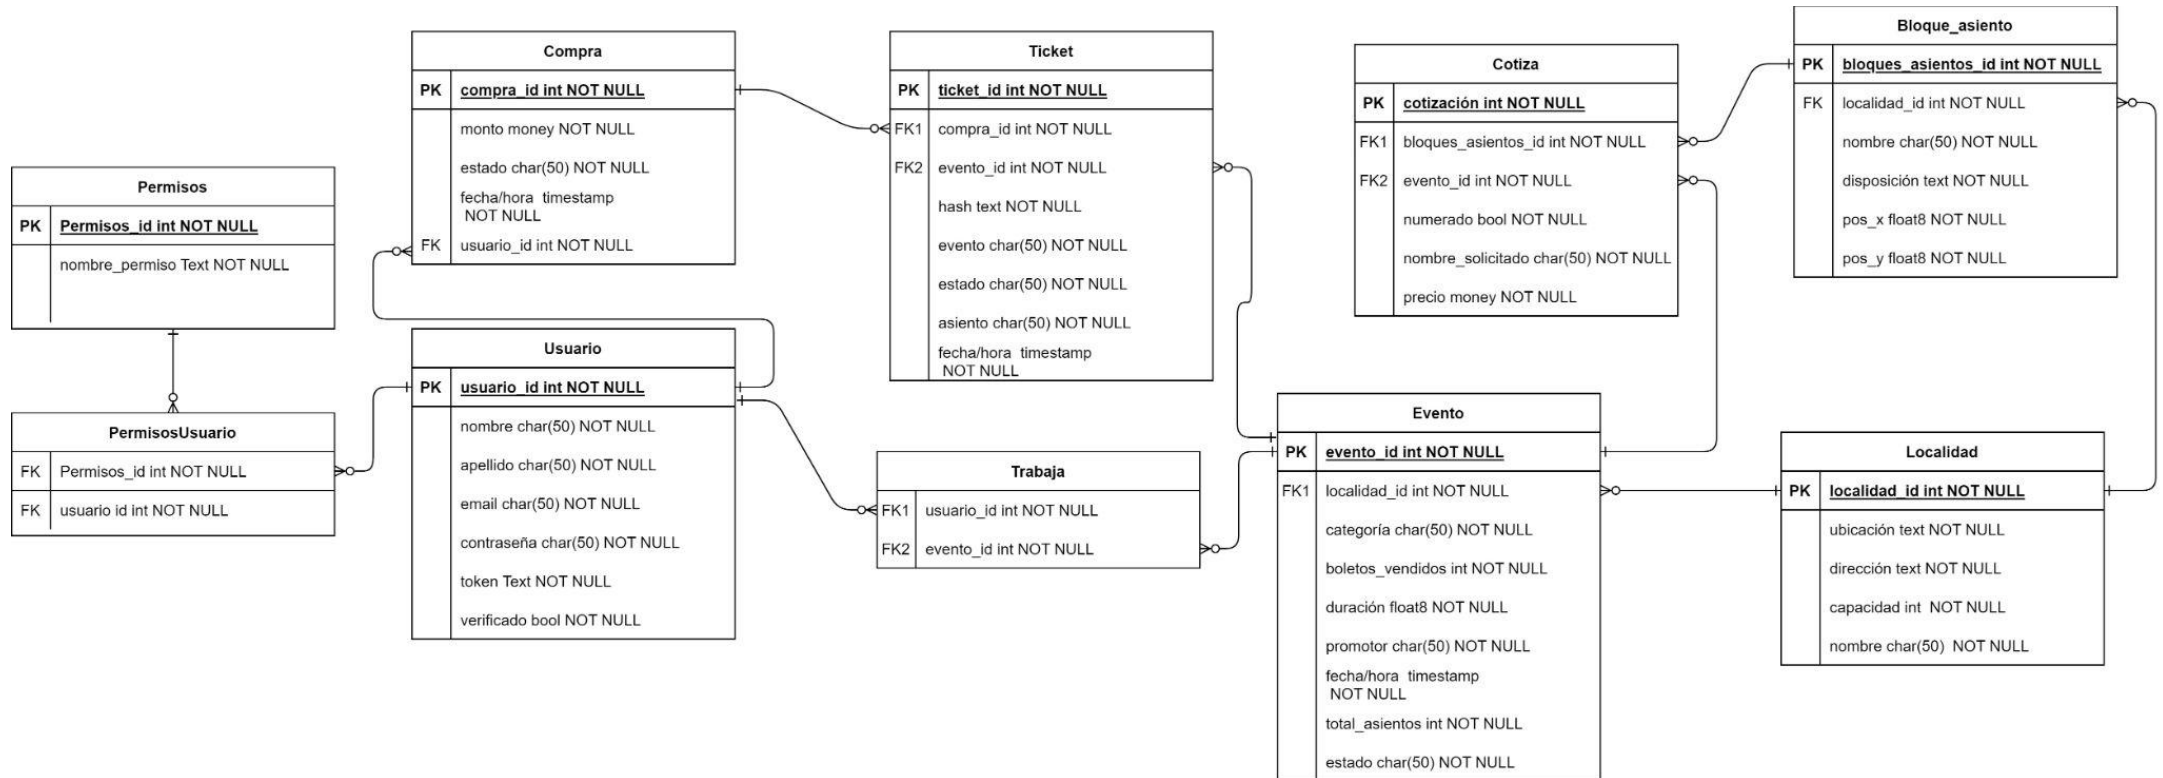 Compra
PK compra_id int NOT NULL
monto money NOT NULL
estado char(50) NOT NULL
fecha/hora timestamp
NOT NULL
FK usuario_id int NOT NULL
Ticket
PK ticket_id int NOT NULL
FK1 compra_id int NOT NULL
FK2 evento_id int NOT NULL
hash text NOT NULL
evento char(50) NOT NULL
estado char(50) NOT NULL
asiento char(50) NOT NULL
fecha/hora timestamp
NOT NULL
Cotiza
PK cotización int NOT NULL
FK1 bloques_asientos_id int NOT NULL
FK2 evento_id int NOT NULL
numerado bool NOT NULL
nombre_solicitado char(50) NOT NULL
precio money NOT NULL
Bloque_asiento
PK bloques_asientos_id int NOT NULL
FK localidad_id int NOT NULL
nombre char(50) NOT NULL
disposición text NOT NULL
pos_x float8 NOT NULL
pos_y float8 NOT NULL
Permisos
PK Permisos_id int NOT NULL
nombre_permiso Text NOT NULL
PermisosUsuario
FK Permisos_id int NOT NULL
FK usuario id int NOT NULL
Usuario
PK usuario_id int NOT NULL
nombre char(50) NOT NULL
apellido char(50) NOT NULL
email char(50) NOT NULL
contraseña char(50) NOT NULL
token Text NOT NULL
verificado bool NOT NULL
Trabaja
FK1 usuario_id int NOT NULL
FK2 evento_id int NOT NULL
Evento
PK evento_id int NOT NULL
FK1 localidad_id int NOT NULL
categoría char(50) NOT NULL
boletos_vendidos int NOT NULL
duración float8 NOT NULL
promotor char(50) NOT NULL
fecha/hora timestamp
NOT NULL
total_asientos int NOT NULL
estado char(50) NOT NULL
Localidad
PK localidad_id int NOT NULL
ubicación text NOT NULL
dirección text NOT NULL
capacidad int NOT NULL
nombre char(50) NOT NULL